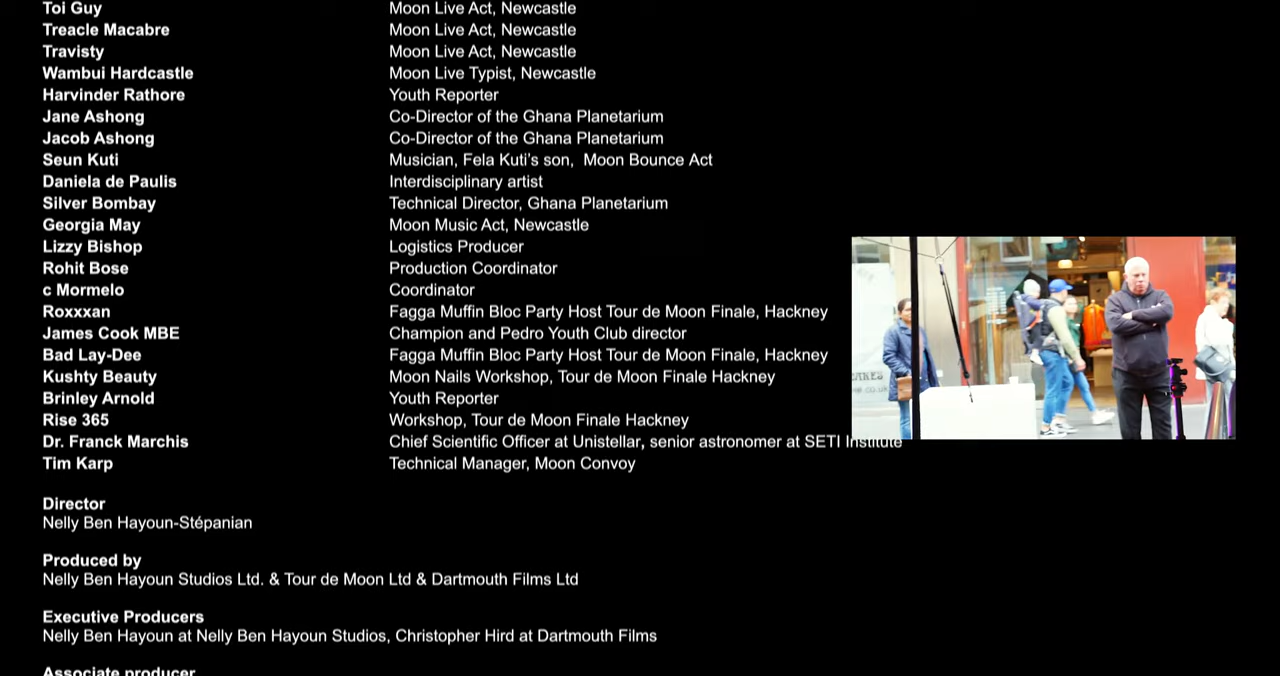 Toi Guy Moon Live Act, Newcastle
Treacle Macabre Moon Live Act, Newcastle
Travisty Moon Live Act, Newcastle
Wambui Hardcastle Moon Live Typist, Newcastle
Harvinder Rathore Youth Reporter
Jane Ashong Co-Director of the Ghana Planetarium
Jacob Ashong Co-Director of the Ghana Planetarium
Seun Kuti Musician, Fela Kuti's son,  Moon Bounce Act
Daniela de Paulis Interdisciplinary artist
Silver Bombay Technical Director, Ghana Planetarium
Georgia May Moon Music Act, Newcastle
Lizzy Bishop Logistics Producer
Rohit Bose Production Coordinator
c Mormelo Coordinator
Roxxxan Fagga Muffin Bloc Party Host Tour de Moon Finale, Hackney
James Cook MBE Champion and Pedro Youth Club director
Bad Lay-Dee Fagga Muffin Bloc Party Host Tour de Moon Finale, Hackney
Kushty Beauty Moon Nails Workshop, Tour de Moon Finale Hackney
Brinley Arnold Youth Reporter
Rise 365 Workshop, Tour de Moon Finale Hackney
Dr. Franck Marchis Chief Scientific Officer at Unistellar, senior astronomer at SETI Institute
Tim Karp Technical Manager, Moon Convoy
Director
Nelly Ben Hayoun-Stépanian
Produced by
Nelly Ben Hayoun Studios Ltd. & Tour de Moon Ltd & Dartmouth Films Ltd
Executive Producers
Nelly Ben Hayoun at Nelly Ben Hayoun Studios, Christopher Hird at Dartmouth Films
Associate producer